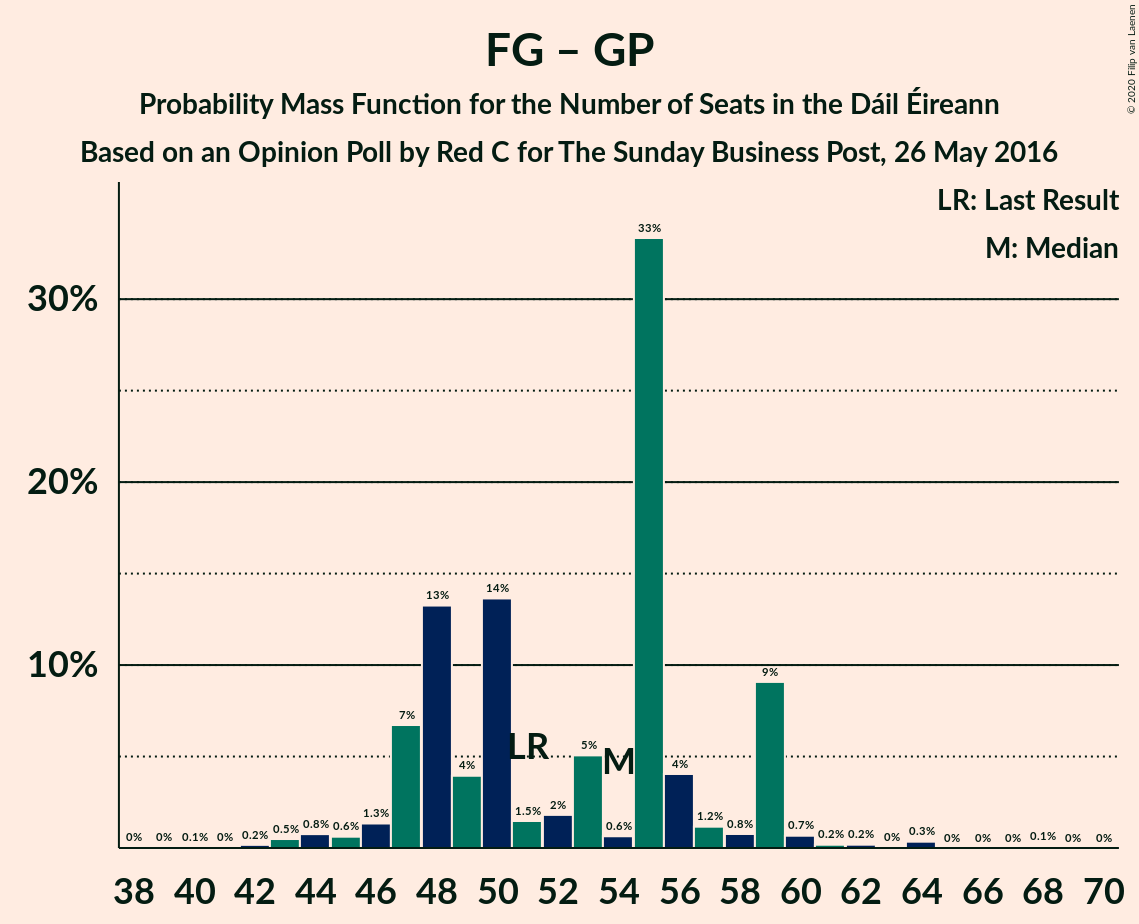 FG – GP
Probability Mass Function for the Number of Seats in the Dáil Éireann
Based on an Opinion Poll by Red C for The Sunday Business Post, 26 May 2016
© 2020 Filip van Laenen
LR: Last Result
M: Median
30%
20%
10%
0% 0% 0.1% 0% 0.2% 0.5% 0.8% 0.6% 1.3% 7% 13% 4% 14% 1.5% 2% 5% 0.6% 33% 4% 1.2% 0.8% 9% 0.7% 0.2% 0.2% 0% 0.3% 0% 0% 0% 0.1% 0% 0%
LR
M
38 40 42 44 46 48 50 52 54 56 58 60 62 64 66 68 70